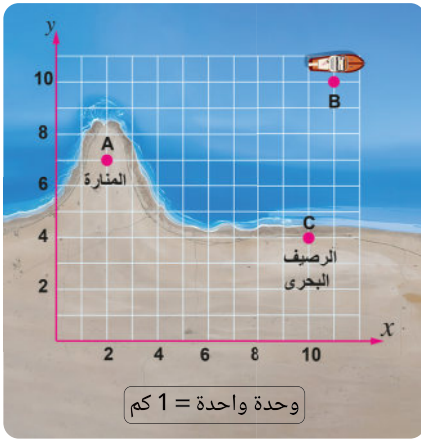 y
10
B
8
A
المنارة
6
C
4
الرصيف
البحرى
2
x
2 4 6 8 10
وحدة واحدة = 1 كم